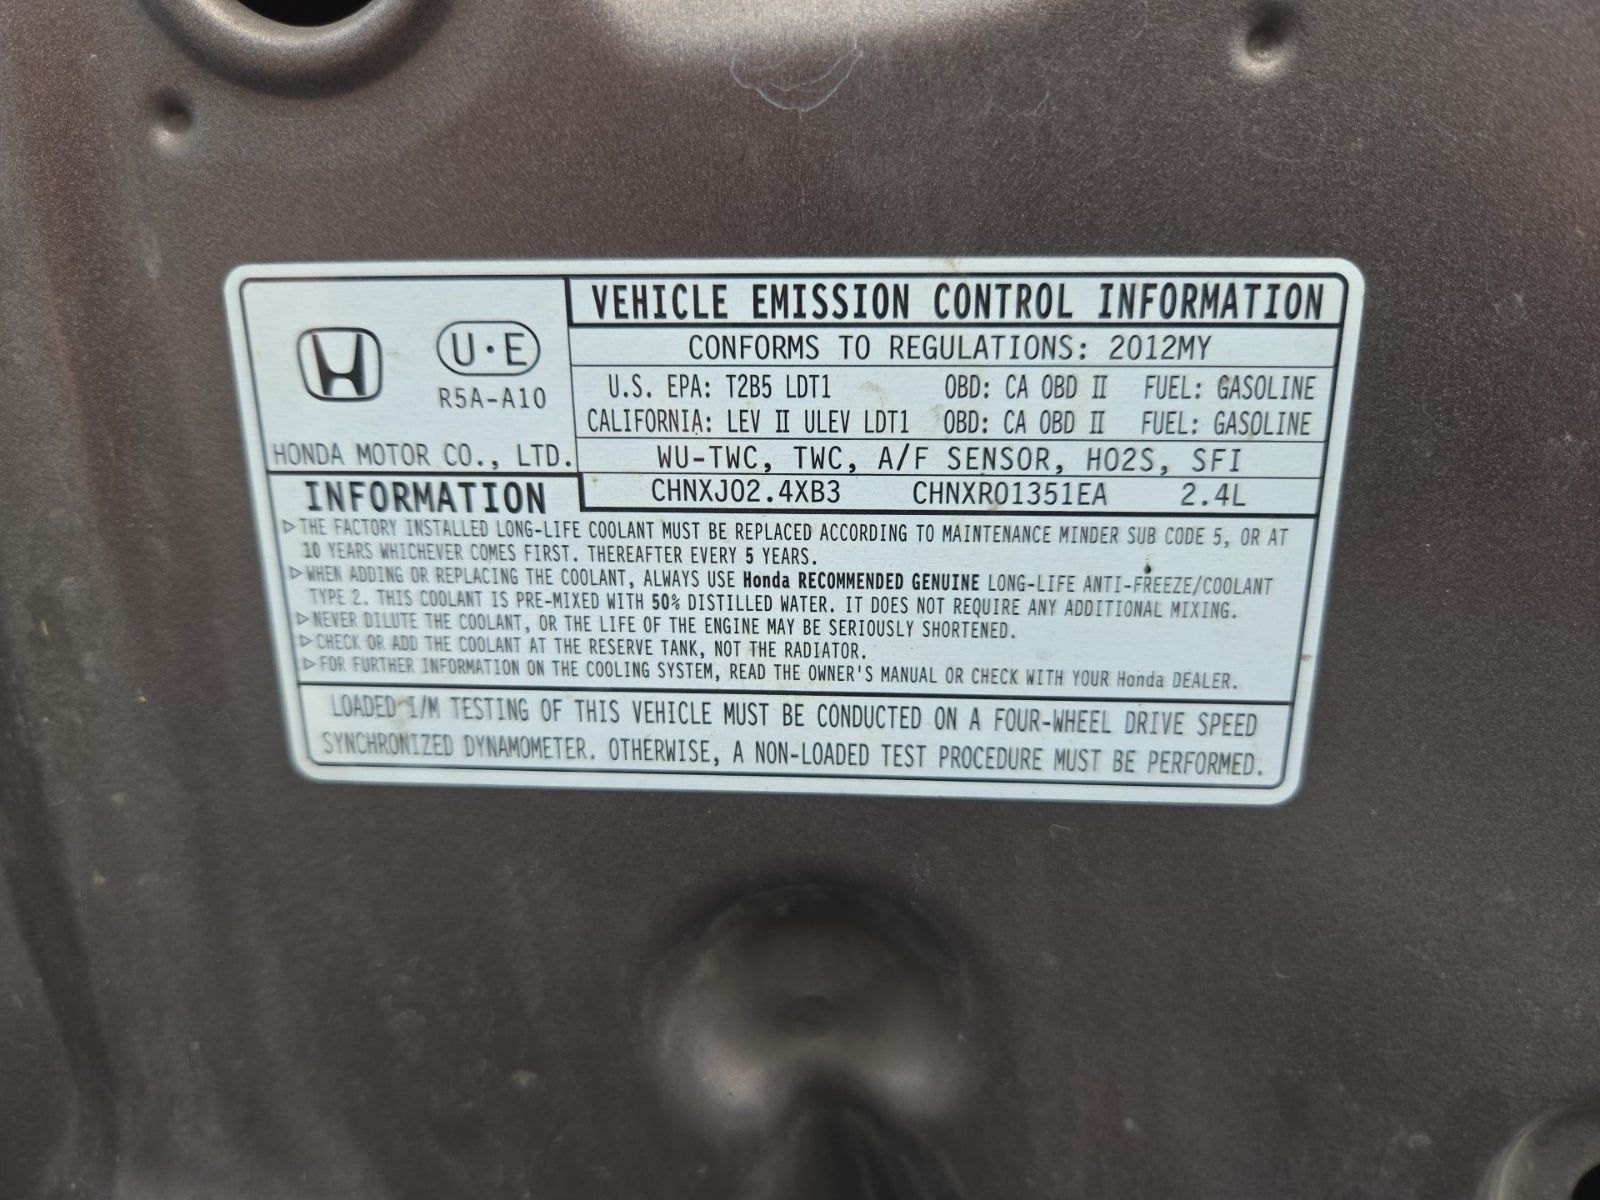 VEHICLE EMISSION CONTROL INFORMATION
U·E
R5A-A10
HONDA MOTOR CO., LTD.
CONFORMS TO REGULATIONS: 2012MY
U.S. EPA: T2B5 LDT1 OBD: CA OBD II FUEL: GASOLINE
CALIFORNIA: LEV II ULEV LDT1 OBD: CA OBD II FUEL: GASOLINE
WU-TWC, TWC, A/F SENSOR, HO2S, SFI
CHNXJ02.4XB3 CHNXR01351EA 2.4L
INFORMATION
▷THE FACTORY INSTALLED LONG-LIFE COOLANT MUST BE REPLACED ACCORDING TO MAINTENANCE MINDER SUB CODE 5, OR AT
10 YEARS WHICHEVER COMES FIRST. THEREAFTER EVERY 5 YEARS.
▷WHEN ADDING OR REPLACING THE COOLANT, ALWAYS USE Honda RECOMMENDED GENUINE LONG-LIFE ANTI-FREEZE/COOLANT
TYPE 2. THIS COOLANT IS PRE-MIXED WITH 50% DISTILLED WATER. IT DOES NOT REQUIRE ANY ADDITIONAL MIXING.
▷NEVER DILUTE THE COOLANT, OR THE LIFE OF THE ENGINE MAY BE SERIOUSLY SHORTENED.
▷CHECK OR ADD THE COOLANT AT THE RESERVE TANK, NOT THE RADIATOR.
▷FOR FURTHER INFORMATION ON THE COOLING SYSTEM, READ THE OWNER'S MANUAL OR CHECK WITH YOUR Honda DEALER.
LOADED I/M TESTING OF THIS VEHICLE MUST BE CONDUCTED ON A FOUR-WHEEL DRIVE SPEED
SYNCHRONIZED DYNAMOMETER. OTHERWISE, A NON-LOADED TEST PROCEDURE MUST BE PERFORMED.